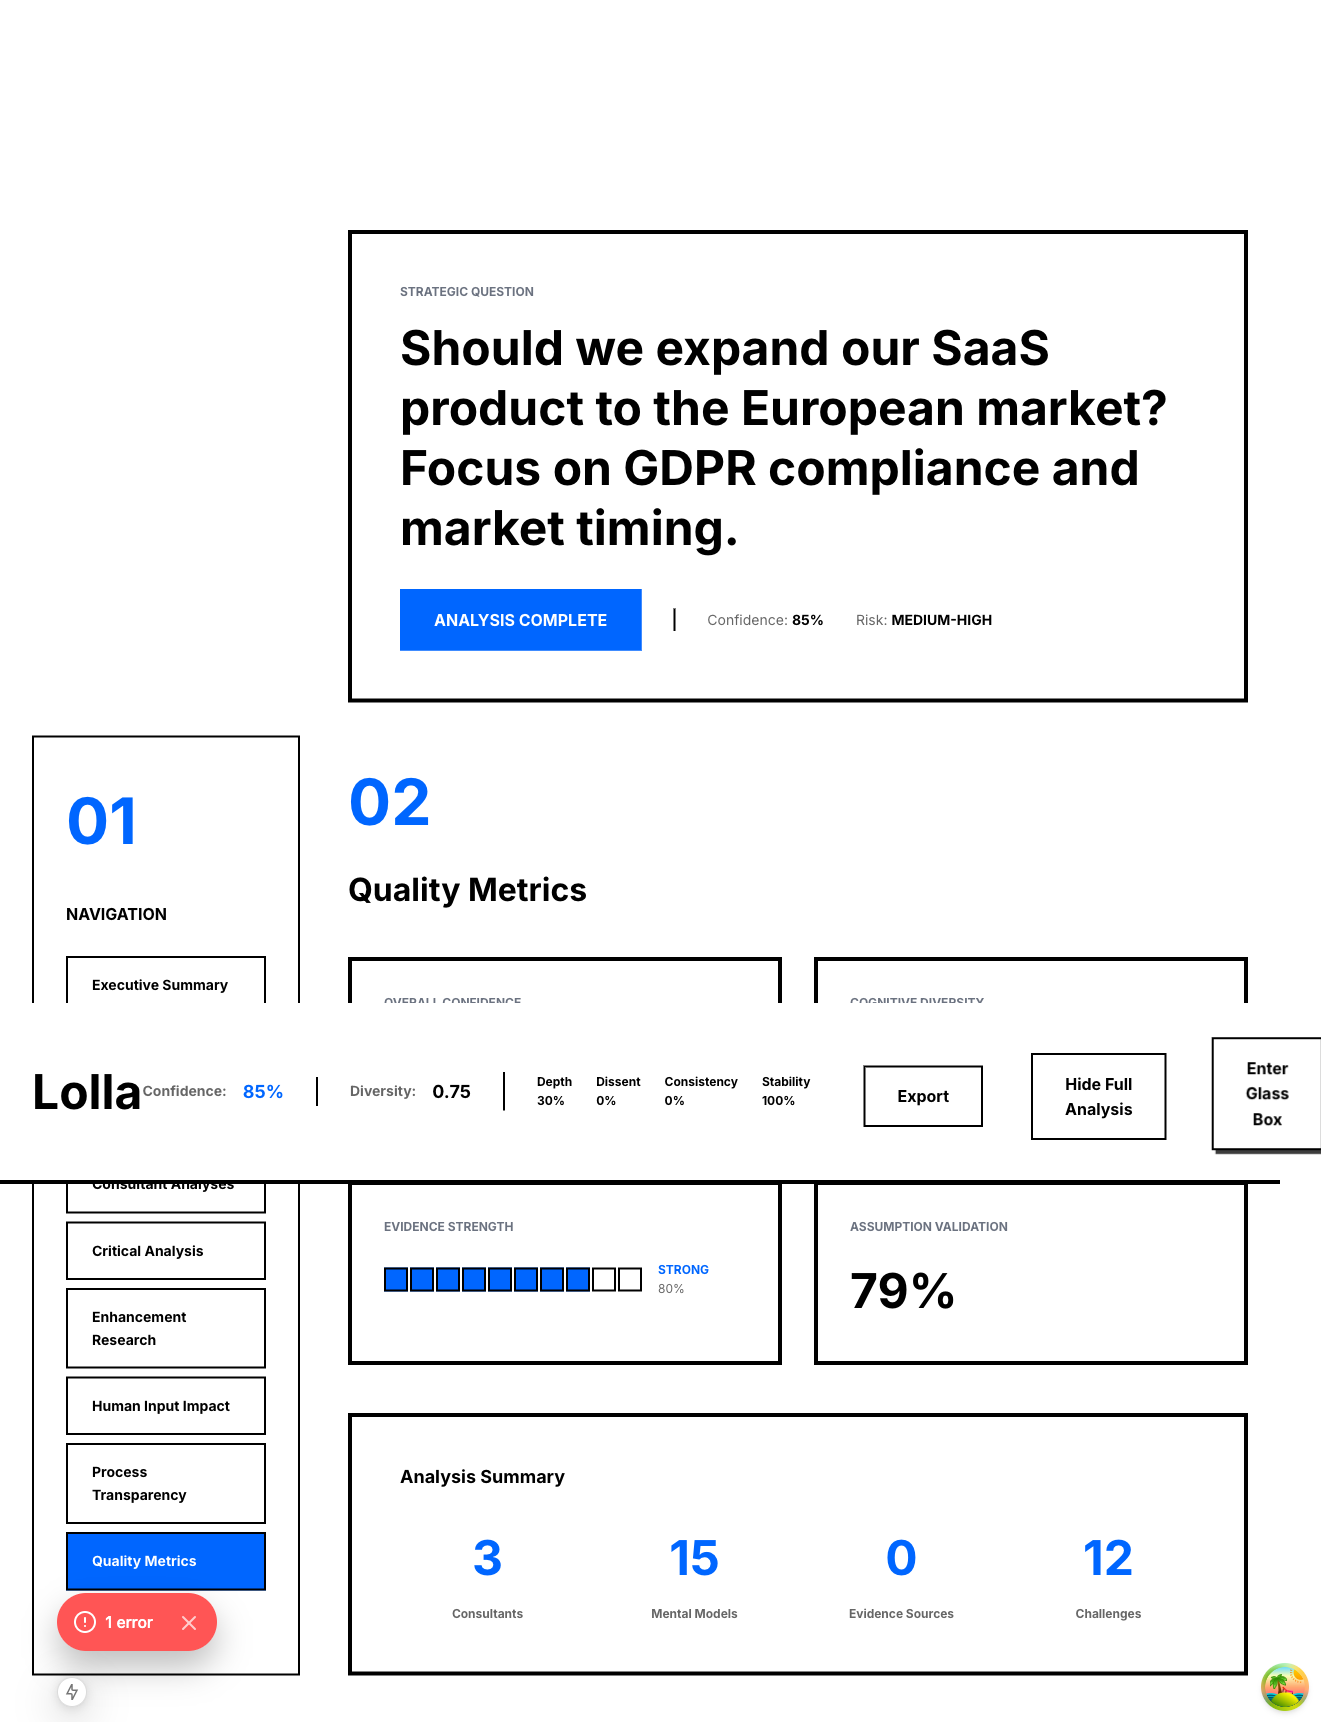 STRATEGIC QUESTION
Should we expand our SaaS
product to the European market?
Focus on GDPR compliance and
market timing.
ANALYSIS COMPLETE
Confidence: 85%
Risk: MEDIUM-HIGH
01
NAVIGATION
Executive Summary
02
Quality Metrics
OVERALL CONFIDENCE
COGNITIVE DIVERSITY
Lolla
Confidence: 85%
Diversity: 0.75
Depth
30%
Dissent
0%
Consistency
0%
Stability
100%
Export
Hide Full
Analysis
Enter
Glass
Box
Consultant Analyses
Critical Analysis
Enhancement
Research
Human Input Impact
Process
Transparency
Quality Metrics
1 error
EVIDENCE STRENGTH
STRONG
80%
ASSUMPTION VALIDATION
79%
Analysis Summary
3
Consultants
15
Mental Models
0
Evidence Sources
12
Challenges